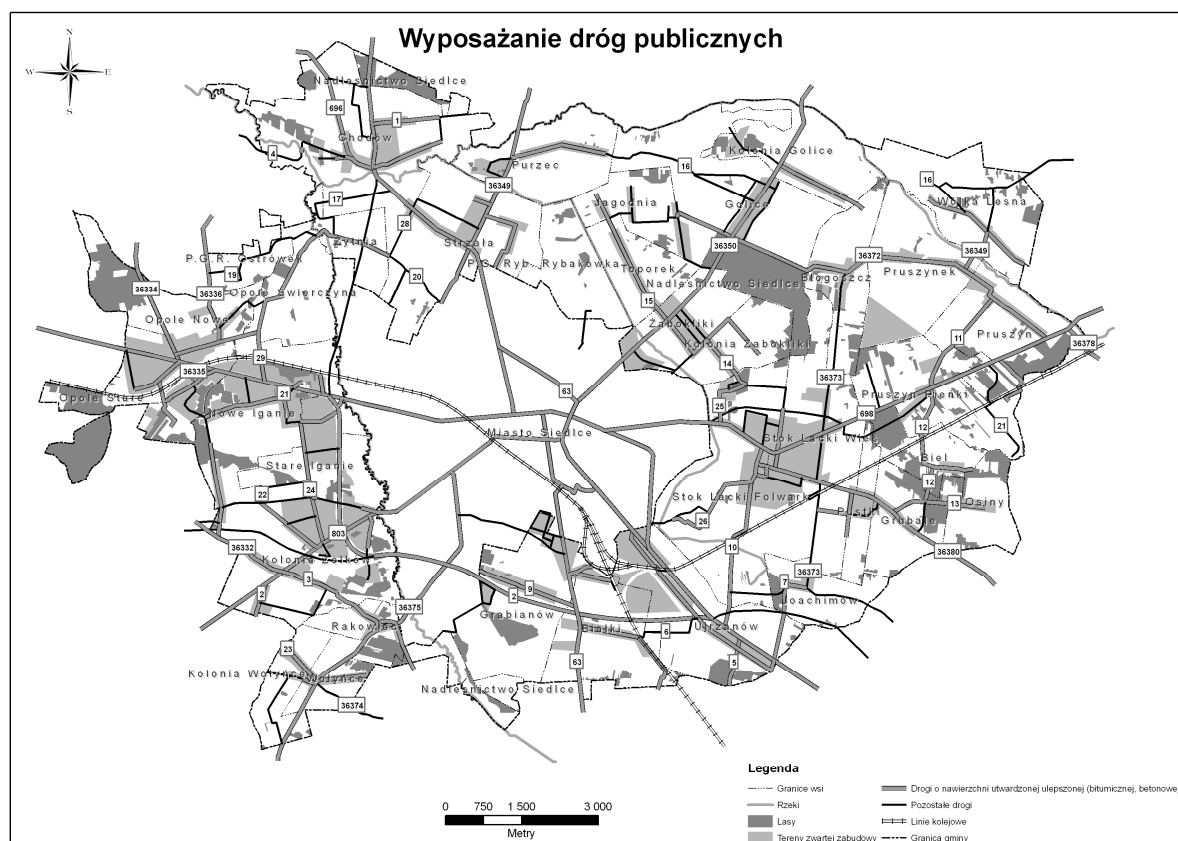 Wyposażanie dróg publicznych
N
W E
S
Nadleśnictwo Siedlce
696
1
Chodów
4
Purzec
Kolonia Golice
16
16
36349
17
Jagodnia
Golice
Wólka Leśna
28
Żytnia
Strzała
36350
36349
P.G.R. Ostrówek
P.G. Ryb. Rybakówka
Toporek
36372
Błogoszcz
Pruszynek
19
20
Nadleśnictwo Siedlce
36334
36336
Opole Świerczyna
15
Opole Nowe
Żabokliki
Pruszyn
Kolonia Żabokliki
11
36378
29
14
36335
36373
63
21
Opole Stare
Pruszyn Pieńki
Nowe Iganie
25
698
21
12
Miasto Siedlce
Stok Lacki Wieś
Biel
Stare Iganie
12
22
24
Stok Lacki Folwark
13
Osiny
26
Pustki
Grubale
803
36332
10
36380
Kolonia Żelków
36373
3
7
2
9
2
Joachimów
36375
Grabianów
Rakowiec
Białki
6
Ujrzanów
23
63
5
Kolonia Wołyńce
Wołyńce
Nadleśnictwo Siedlce
36374
Legenda
Granice wsi
Drogi o nawierzchni utwardzonej ulepszonej (bitumicznej, betonowej
Rzeki
Pozostałe drogi
Lasy
Linie kolejowe
Tereny zwartej zabudowy
Granica gminy
0 750 1 500 3 000
Metry